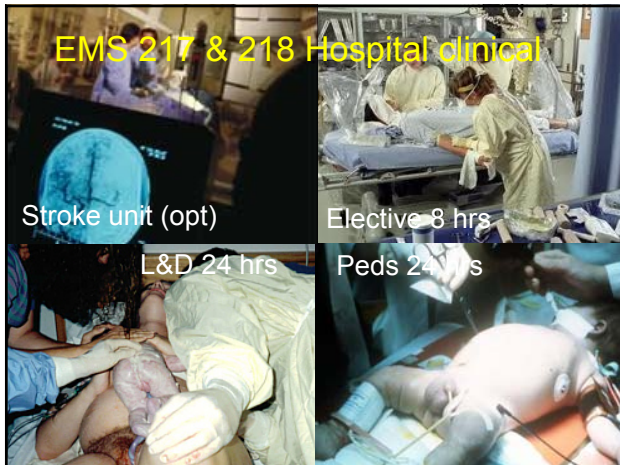 EMS 217 & 218 Hospital clinical
Stroke unit (opt)
Elective 8 hrs
L&D 24 hrs
Peds 24 hrs